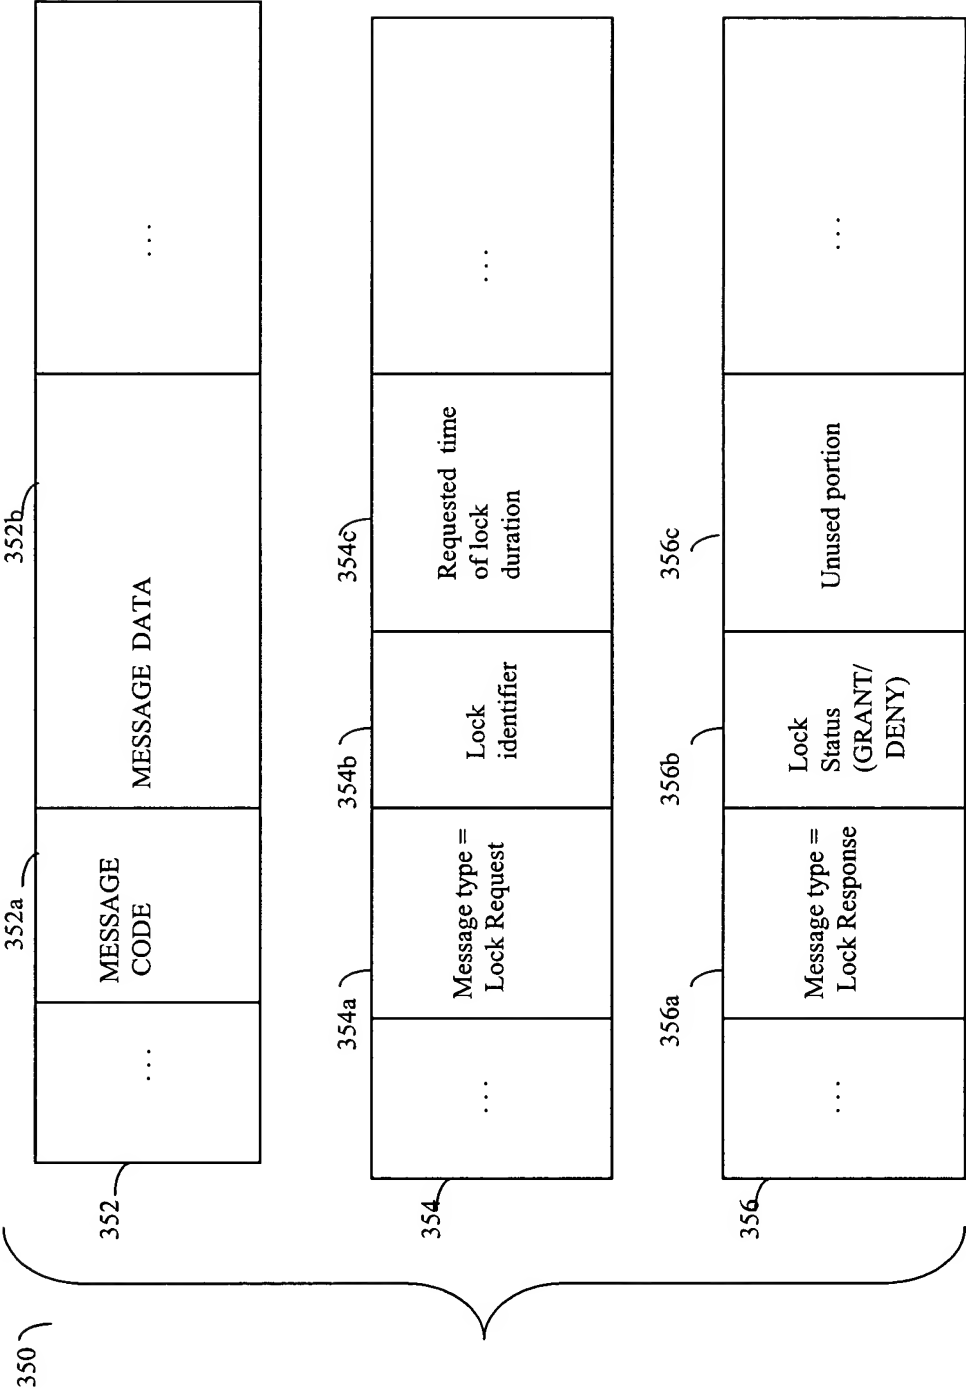 350
352
352a
352b
...
MESSAGE
CODE
MESSAGE DATA
...
354
354a
354b
354c
...
Message type =
Lock Request
Lock
identifier
Requested time
of lock
duration
...
356
356a
356b
356c
...
Message type =
Lock Response
Lock
Status
(GRANT/
DENY)
Unused portion
...